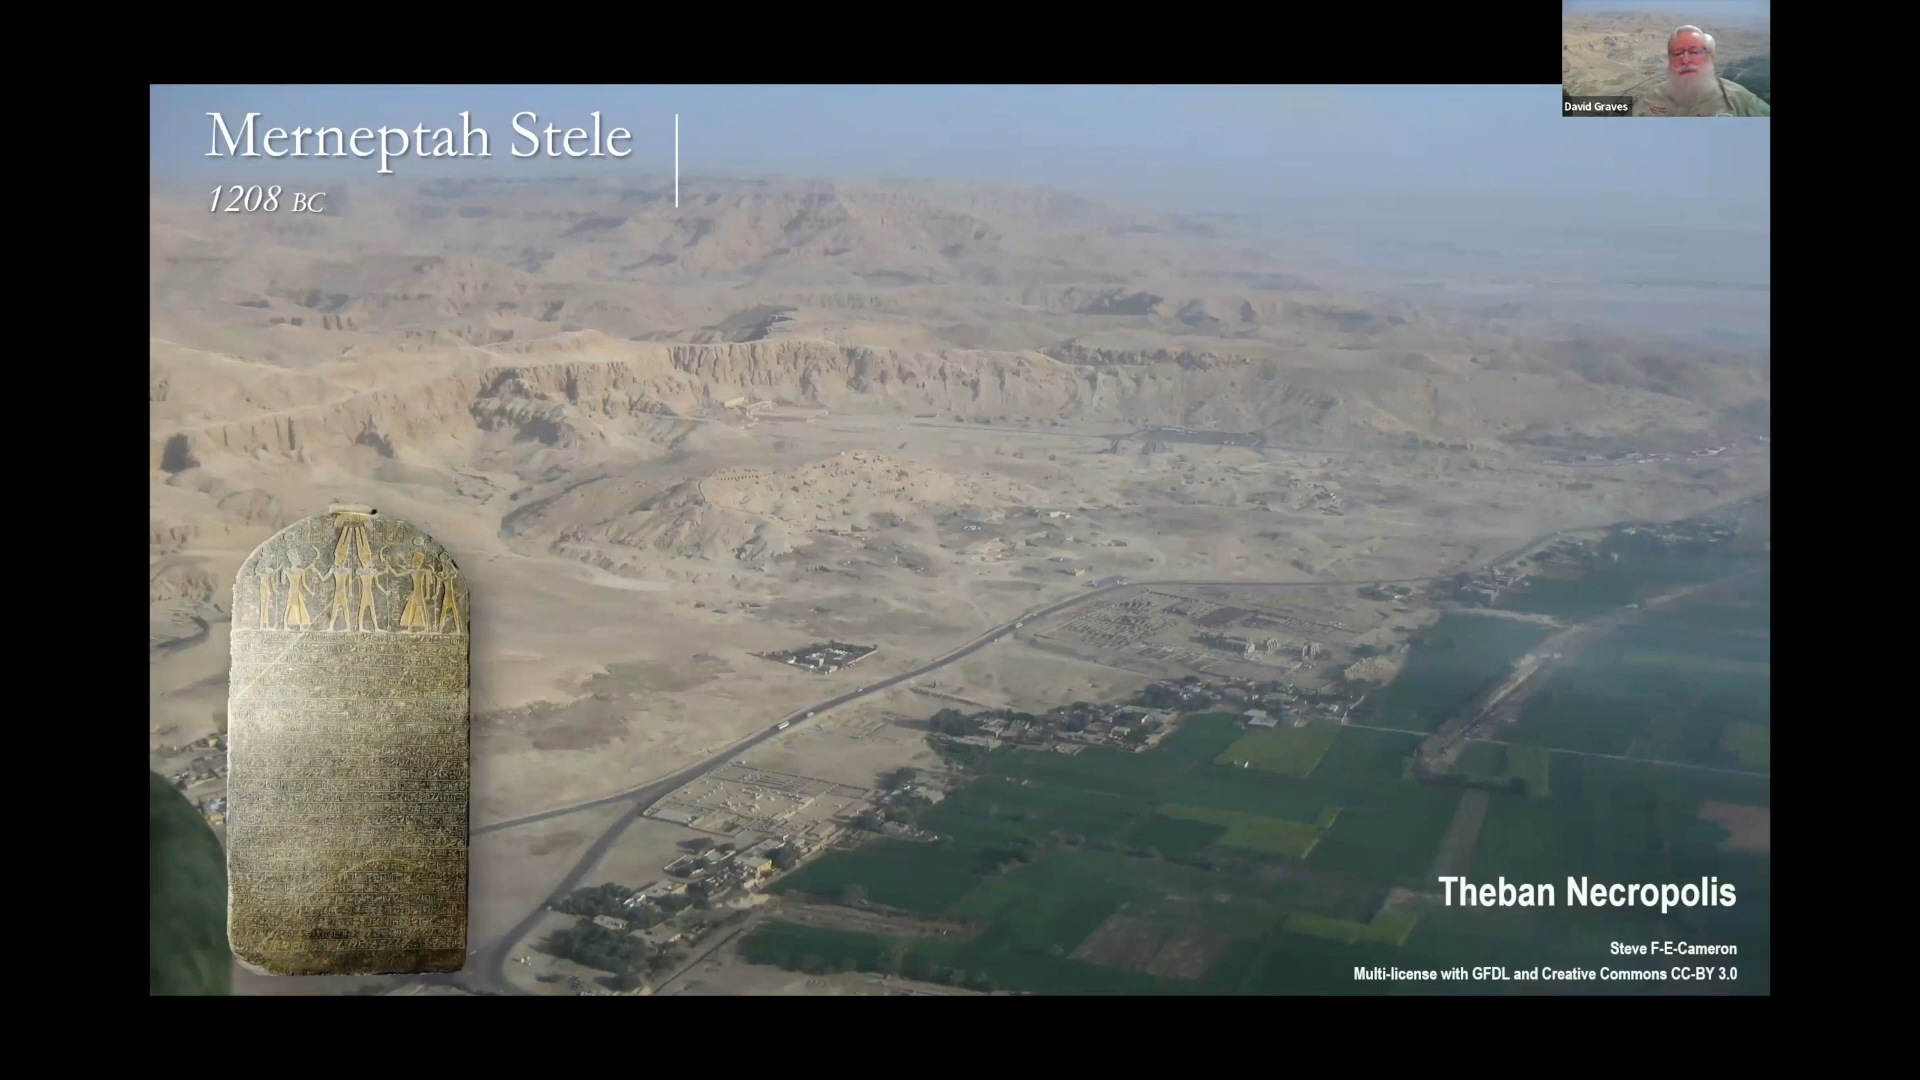 Merneptah Stele
1208 BC
David Graves
Theban Necropolis
Steve F-E-Cameron
Multi-license with GFDL and Creative Commons CC-BY 3.0